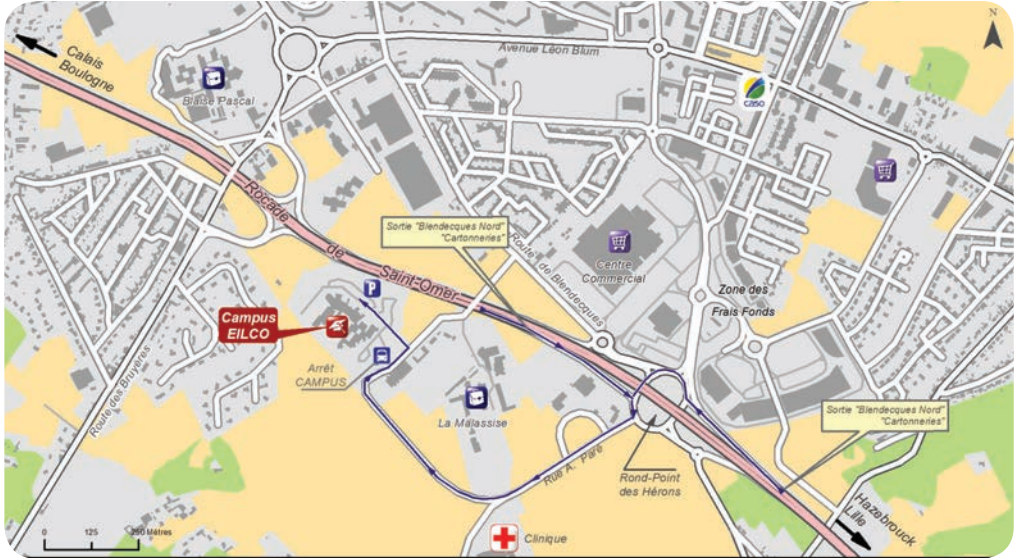 N
Calais
Boulogne
Avenue Léon Blum
Blaise Pascal
caso
Rocade
de
Saint-Omer
Sortie "Blendecques Nord"
"Cartonneries"
Route de Blendecques
Centre
Commercial
Zone des
Frais Fonds
P
Campus
EILCO
Arrêt
CAMPUS
Route des Bruyères
La Malassise
Sortie "Blendecques Nord"
"Cartonneries"
Rue A. Paré
Rond-Point
des Hérons
Hazebrouck
Lille
0 125 250 Mètres
Clinique